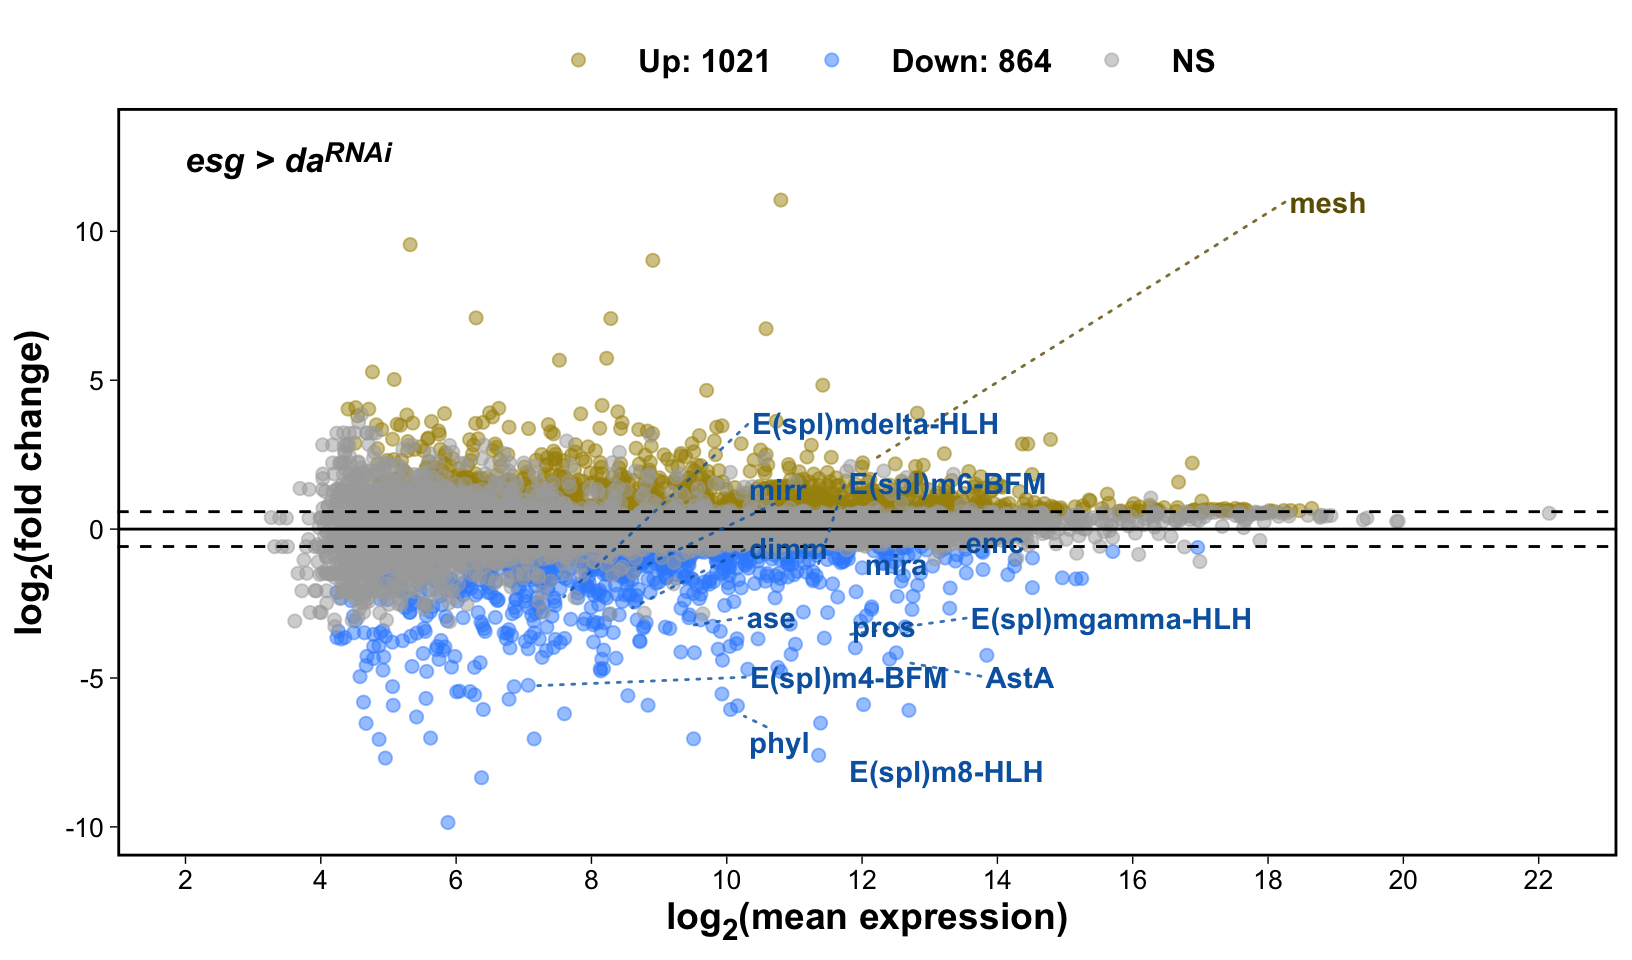 Up: 1021 Down: 864 NS
esg > da^RNAi
mesh
E(spl)mdelta-HLH
mirr
E(spl)m6-BFM
dimm
emc
mira
ase
pros
E(spl)mgamma-HLH
E(spl)m4-BFM
AstA
phyl
E(spl)m8-HLH
log2(fold change)
10
5
0
-5
-10
2 4 6 8 10 12 14 16 18 20 22
log2(mean expression)